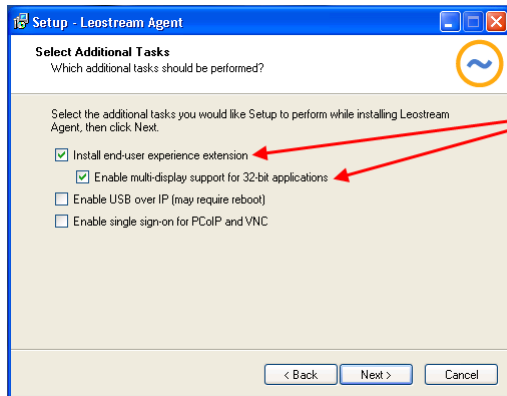 Setup - Leostream Agent
Select Additional Tasks
Which additional tasks should be performed?
Select the additional tasks you would like Setup to perform while installing Leostream
Agent, then click Next.
Install end-user experience extension
Enable multi-display support for 32-bit applications
Enable USB over IP (may require reboot)
Enable single sign-on for PCoIP and VNC
< Back
Next >
Cancel